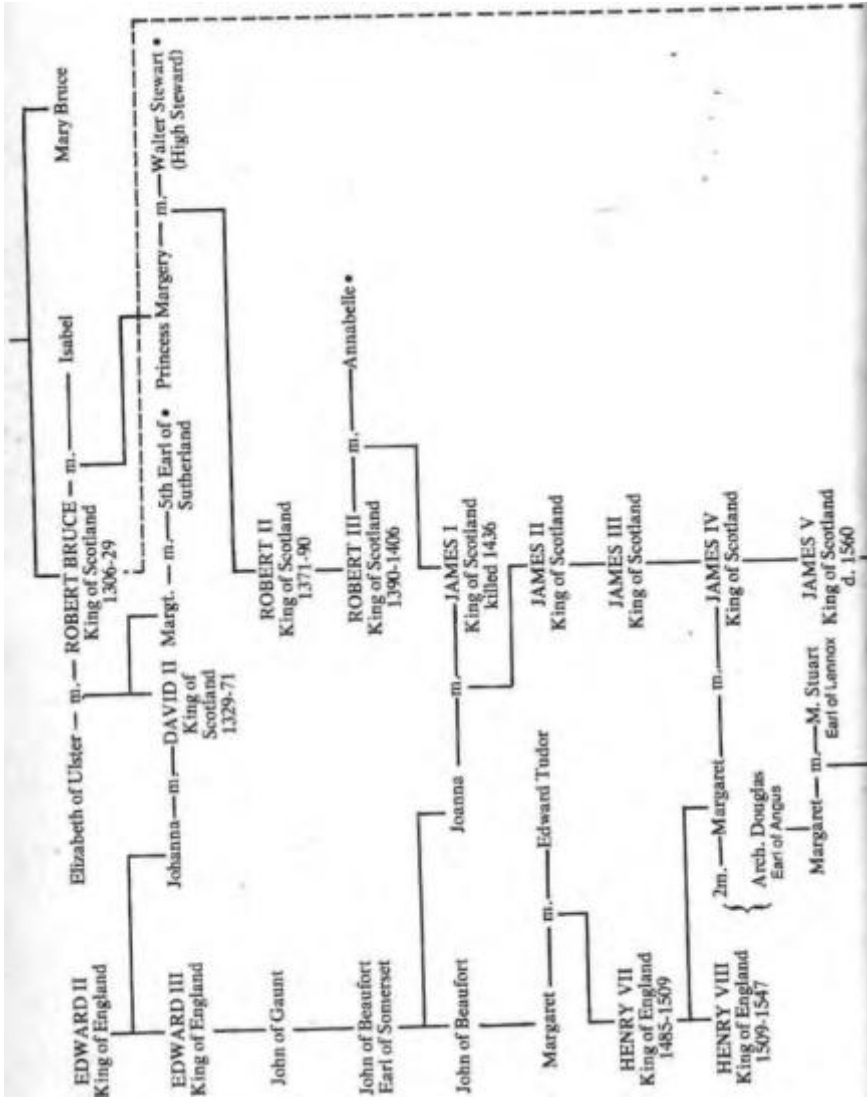 Mary Bruce
Elizabeth of Ulster — m. — ROBERT BRUCE — m. — Isabel
King of Scotland
1306-29
EDWARD II
King of England
Johanna — m. — DAVID II
King of
Scotland
1329-71
Margt. — m. — 5th Earl of •
Sutherland
Princess Margery — m. — Walter Stewart •
(High Steward)
EDWARD III
King of England
ROBERT II
King of Scotland
1371-90
John of Gaunt
ROBERT III — m. — Annabelle •
King of Scotland
1390-1406
John of Beaufort
Earl of Somerset
Joanna — m. — JAMES I
King of Scotland
killed 1436
John of Beaufort
JAMES II
King of Scotland
Margaret — m. — Edward Tudor
JAMES III
King of Scotland
HENRY VII
King of England
1485-1509
2m. — Margaret — m. — JAMES IV
King of Scotland
Arch. Douglas
Earl of Angus
HENRY VIII
King of England
1509-1547
Margaret — m. — M. Stuart
Earl of Lennox
JAMES V
King of Scotland
d. 1560